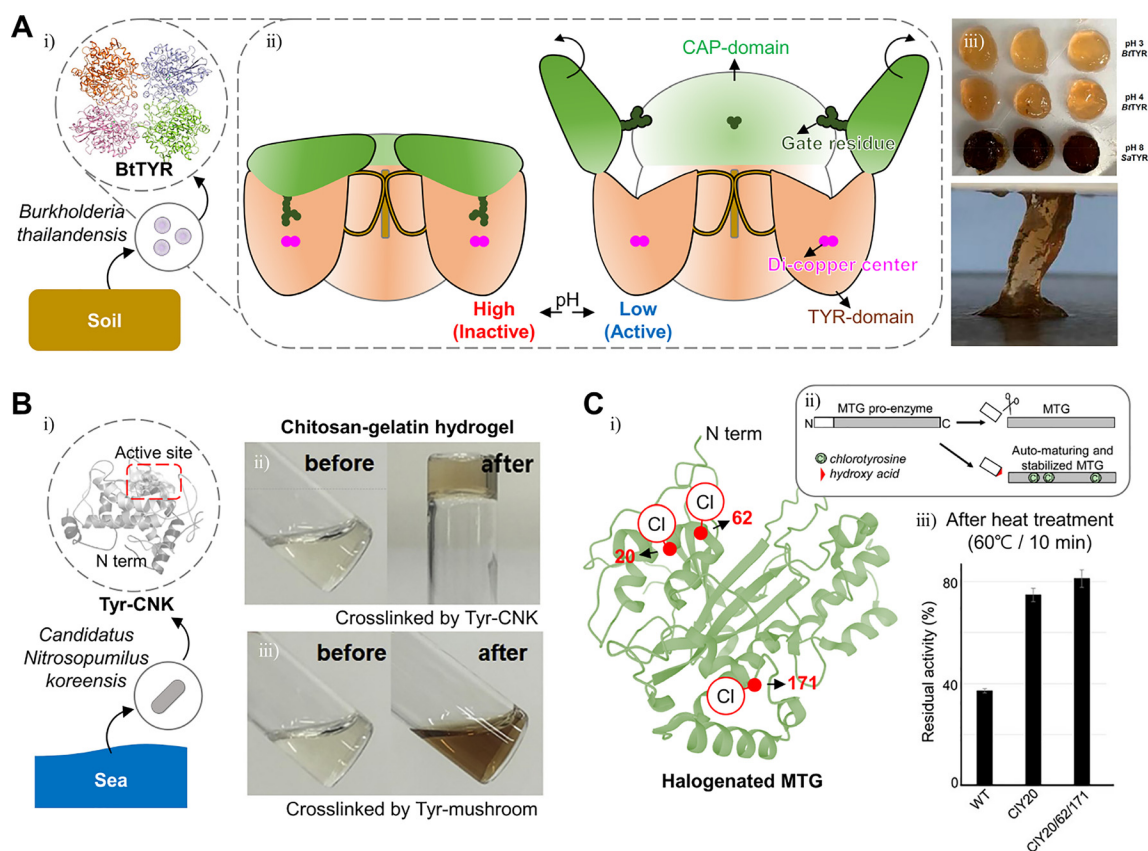 A
i)
BtTYR
Burkholderia
thailandensis
Soil
ii)
CAP-domain
Gate residue
Di-copper center
TYR-domain
High
(Inactive)
pH
Low
(Active)
iii)
pH 3
BtTYR
pH 4
BtTYR
pH 8
SaTYR
B
i)
Active site
N term
Tyr-CNK
Candidatus
Nitrosopumilus
koreensis
Sea
Chitosan-gelatin hydrogel
ii)
before
after
Crosslinked by Tyr-CNK
iii)
before
after
Crosslinked by Tyr-mushroom
C
i)
N term
Cl
Cl
62
20
Cl
171
Halogenated MTG
ii)
MTG pro-enzyme
MTG
N
C
chlorotyrosine
hydroxy acid
Auto-maturing and
stabilized MTG
iii)
After heat treatment
(60℃ / 10 min)
Residual activity (%)
80
40
0
WT
ClY20
ClY20/62/171